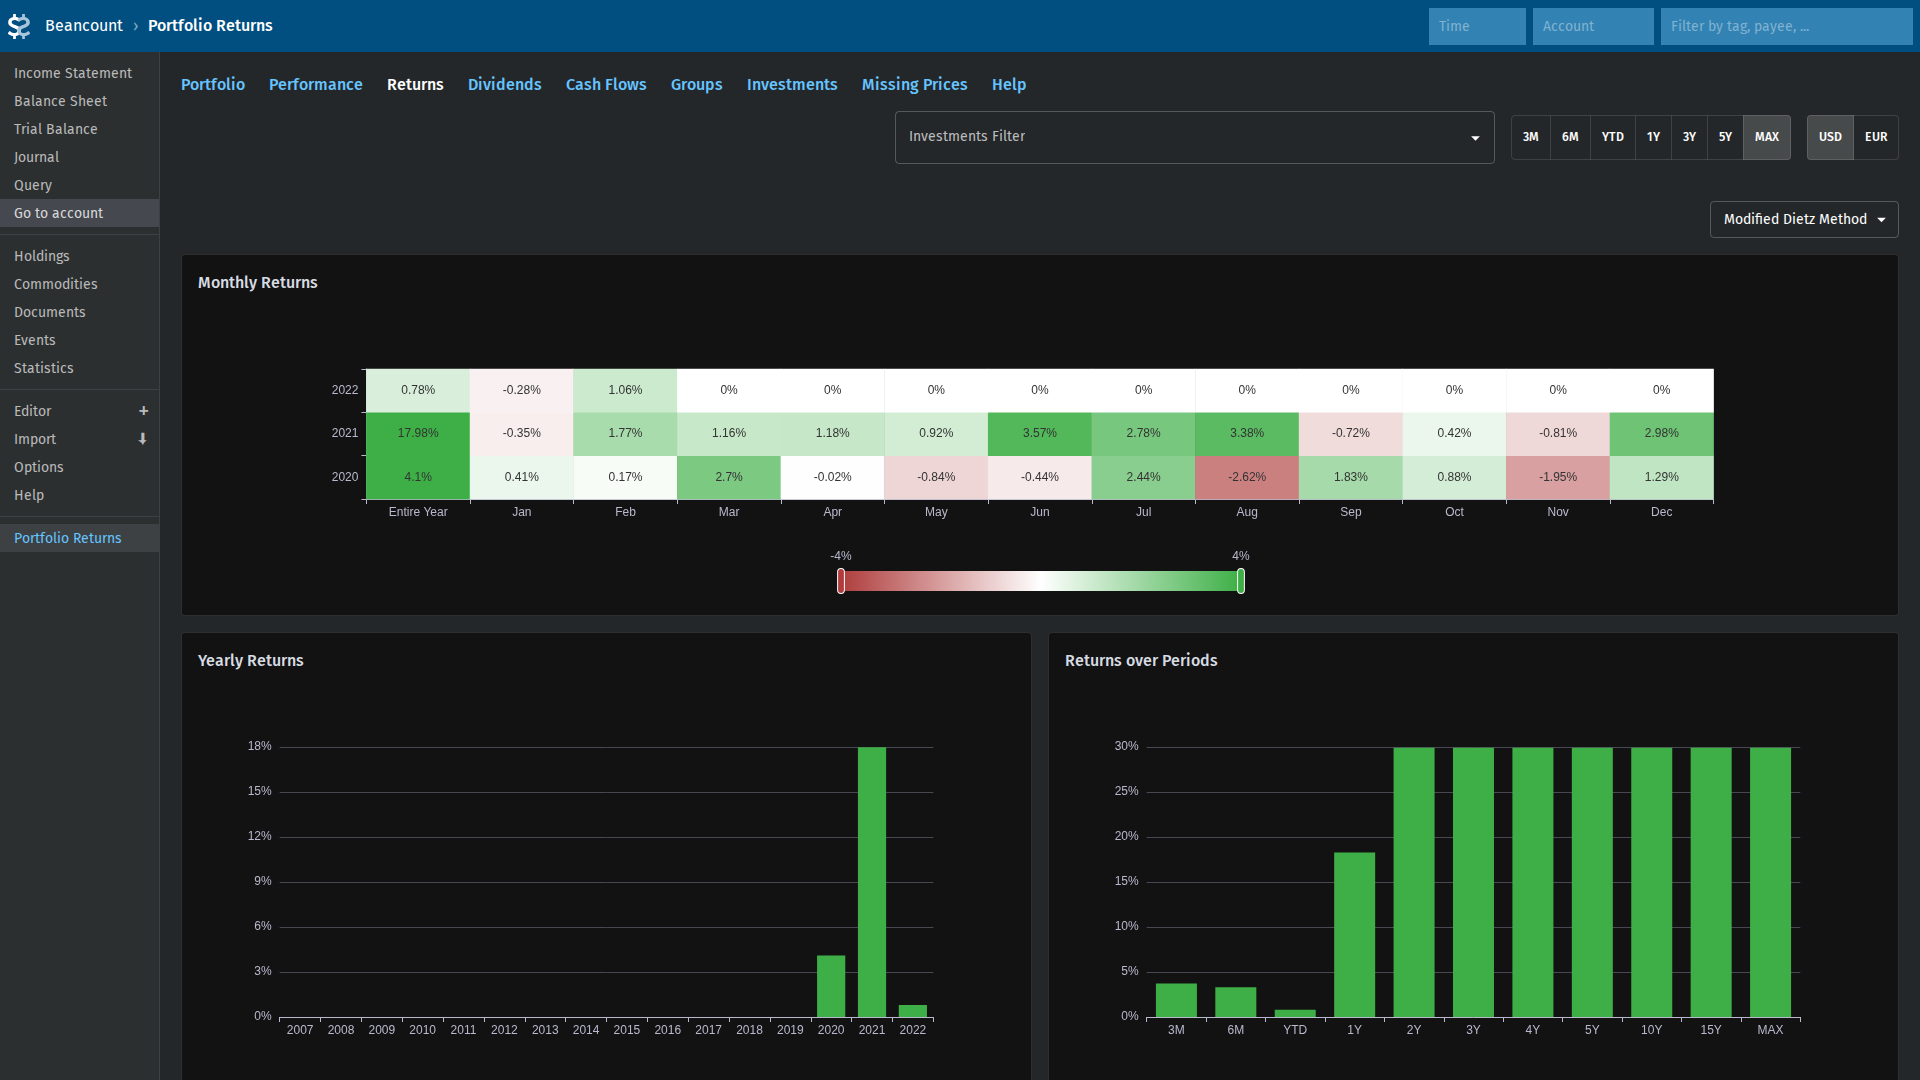 Beancount › Portfolio Returns
Time
Account
Filter by tag, payee, ...
Income Statement
Balance Sheet
Trial Balance
Journal
Query
Go to account
Holdings
Commodities
Documents
Events
Statistics
Editor +
Import
Options
Help
Portfolio Returns
Portfolio Performance Returns Dividends Cash Flows Groups Investments Missing Prices Help
Investments Filter
3M 6M YTD 1Y 3Y 5Y MAX
USD EUR
Modified Dietz Method
Monthly Returns
2022 0.78% -0.28% 1.06% 0% 0% 0% 0% 0% 0% 0% 0% 0% 0%
2021 17.98% -0.35% 1.77% 1.16% 1.18% 0.92% 3.57% 2.78% 3.38% -0.72% 0.42% -0.81% 2.98%
2020 4.1% 0.41% 0.17% 2.7% -0.02% -0.84% -0.44% 2.44% -2.62% 1.83% 0.88% -1.95% 1.29%
Entire Year Jan Feb Mar Apr May Jun Jul Aug Sep Oct Nov Dec
-4% 4%
Yearly Returns
18%
15%
12%
9%
6%
3%
0%
2007 2008 2009 2010 2011 2012 2013 2014 2015 2016 2017 2018 2019 2020 2021 2022
Returns over Periods
30%
25%
20%
15%
10%
5%
0%
3M 6M YTD 1Y 2Y 3Y 4Y 5Y 10Y 15Y MAX